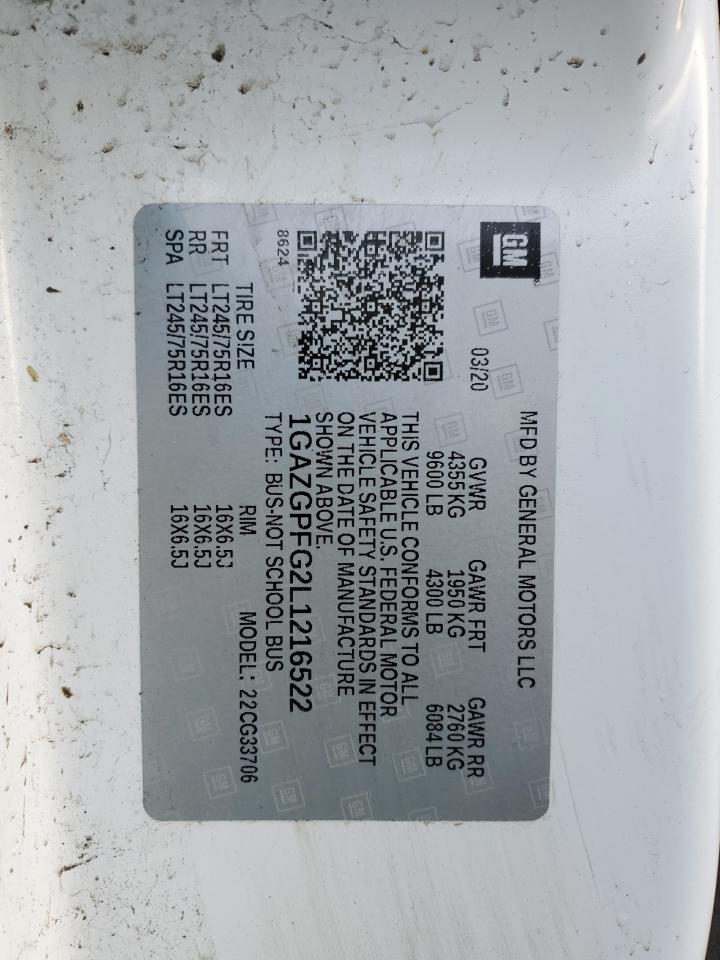 GM
MFD BY GENERAL MOTORS LLC
03/20
GVWR GAWR FRT GAWR RR
4355 KG 1950 KG 2760 KG
9600 LB 4300 LB 6084 LB
THIS VEHICLE CONFORMS TO ALL
APPLICABLE U.S. FEDERAL MOTOR
VEHICLE SAFETY STANDARDS IN EFFECT
ON THE DATE OF MANUFACTURE
SHOWN ABOVE.
1GAZGPFG2L1216522
8624
TYPE: BUS-NOT SCHOOL BUS
MODEL: 22CG33706
TIRE SIZE RIM
FRT LT245/75R16ES 16X6.5J
RR LT245/75R16ES 16X6.5J
SPA LT245/75R16ES 16X6.5J